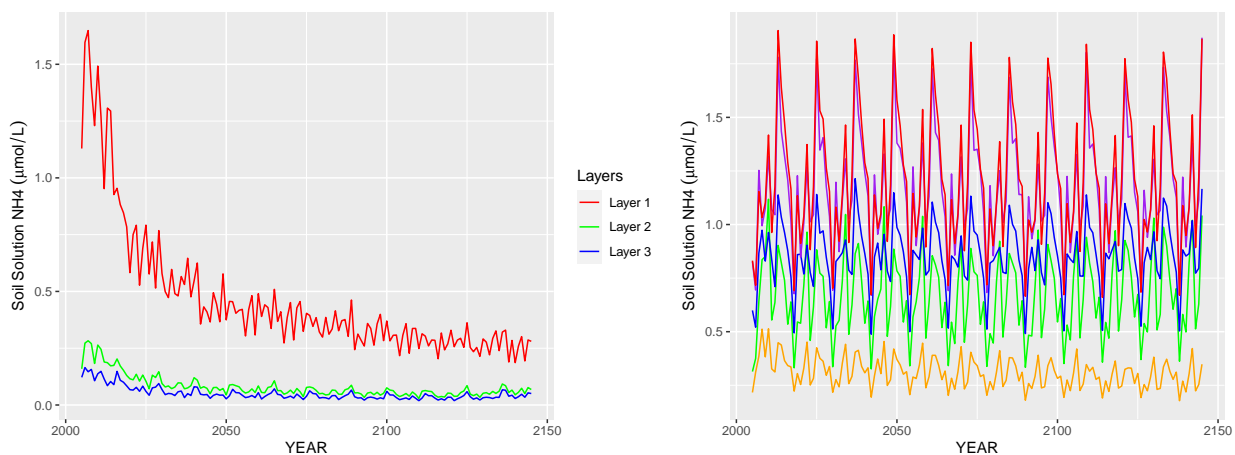 Soil Solution NH4 (µmol/L)
1.5
1.0
0.5
0.0
2000
2050
2100
2150
YEAR
Layers
Layer 1
Layer 2
Layer 3
Soil Solution NH4 (µmol/L)
1.5
1.0
0.5
2000
2050
2100
2150
YEAR